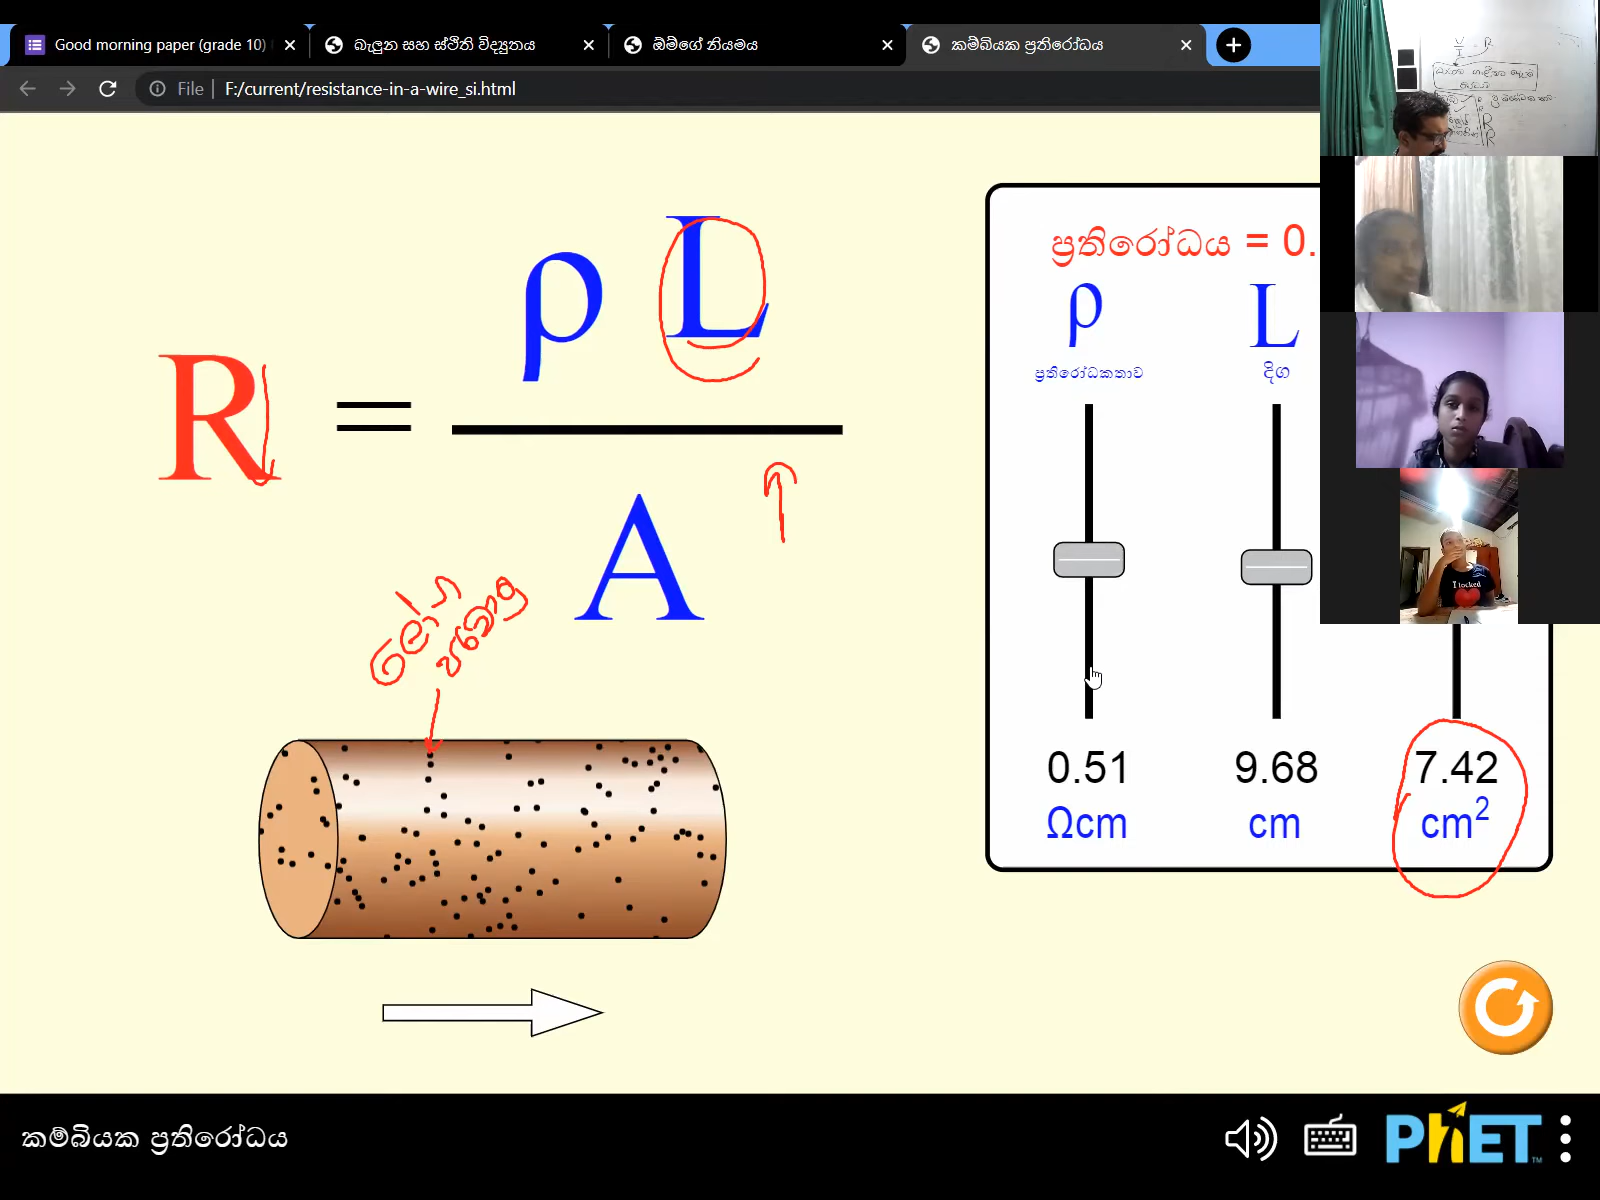 Good morning paper (grade 10)
බැලුන සහ ස්ථිති විද්‍යුතය
ඕම්ගේ නියමය
කම්බියක ප්‍රතිරෝධය
File
F:/current/resistance-in-a-wire_si.html
R = ρ L
A
ප්‍රතිරෝධය = 0.
ρ
L
ප්‍රතිරෝධකතාව
දිග
0.51
9.68
7.42
Ωcm
cm
cm²
V
I
R
R
R
I locked
කම්බියක ප්‍රතිරෝධය
PhET